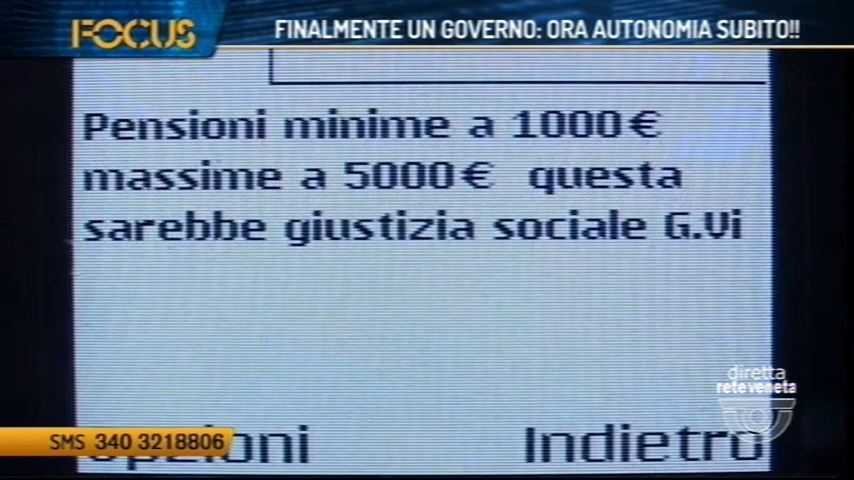 FOCUS
FINALMENTE UN GOVERNO: ORA AUTONOMIA SUBITO!!
Pensioni minime a 1000€
massime a 5000€ questa
sarebbe giustizia sociale G.Vi
diretta
reteveneta
SMS 340 3218806
Opzioni
Indietro